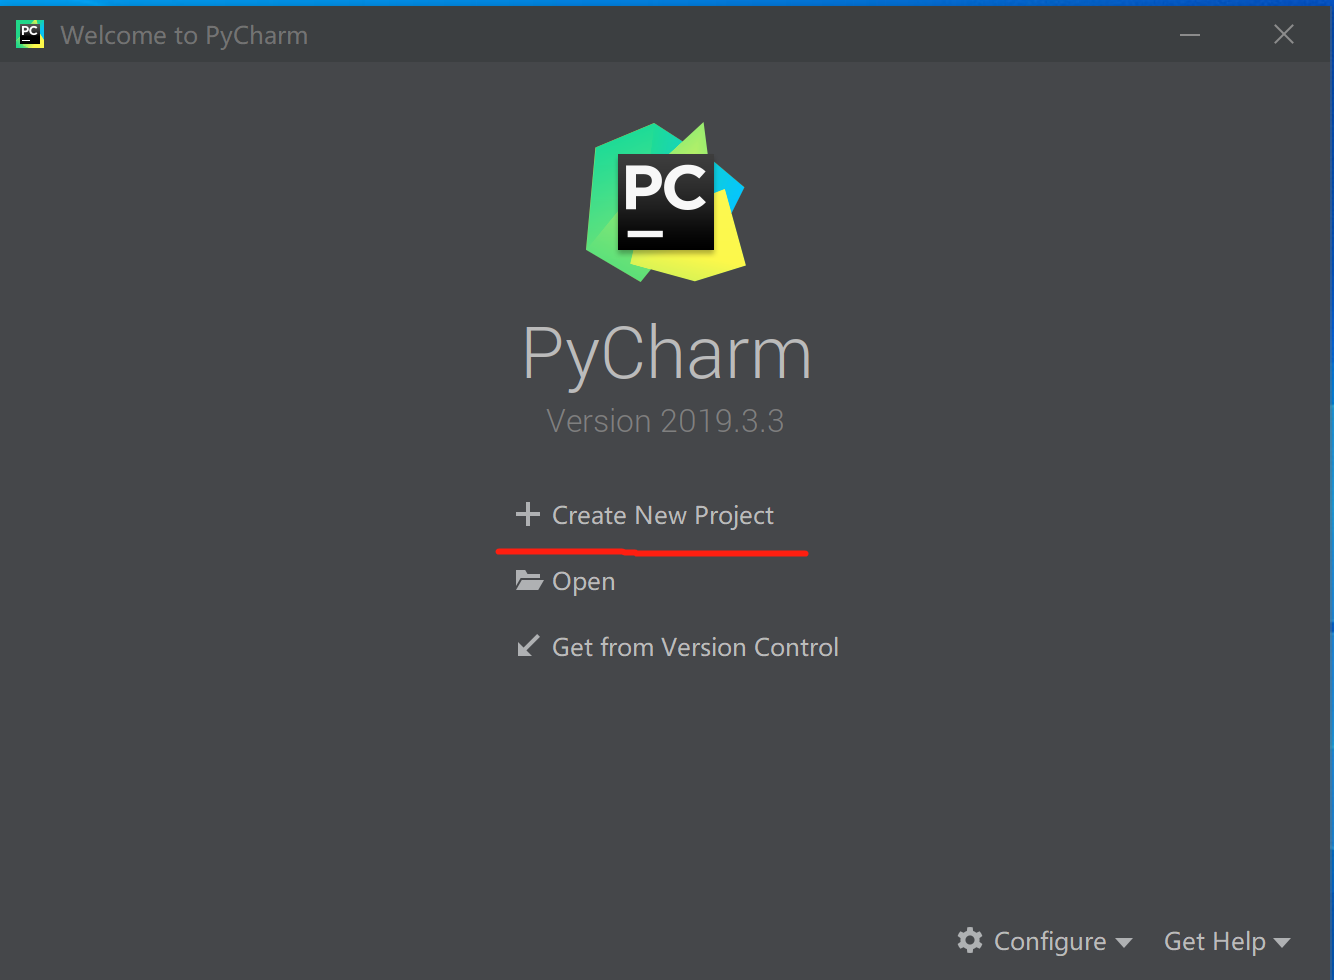 PC
Welcome to PyCharm
PC
PyCharm
Version 2019.3.3
Create New Project
Open
Get from Version Control
Configure
Get Help